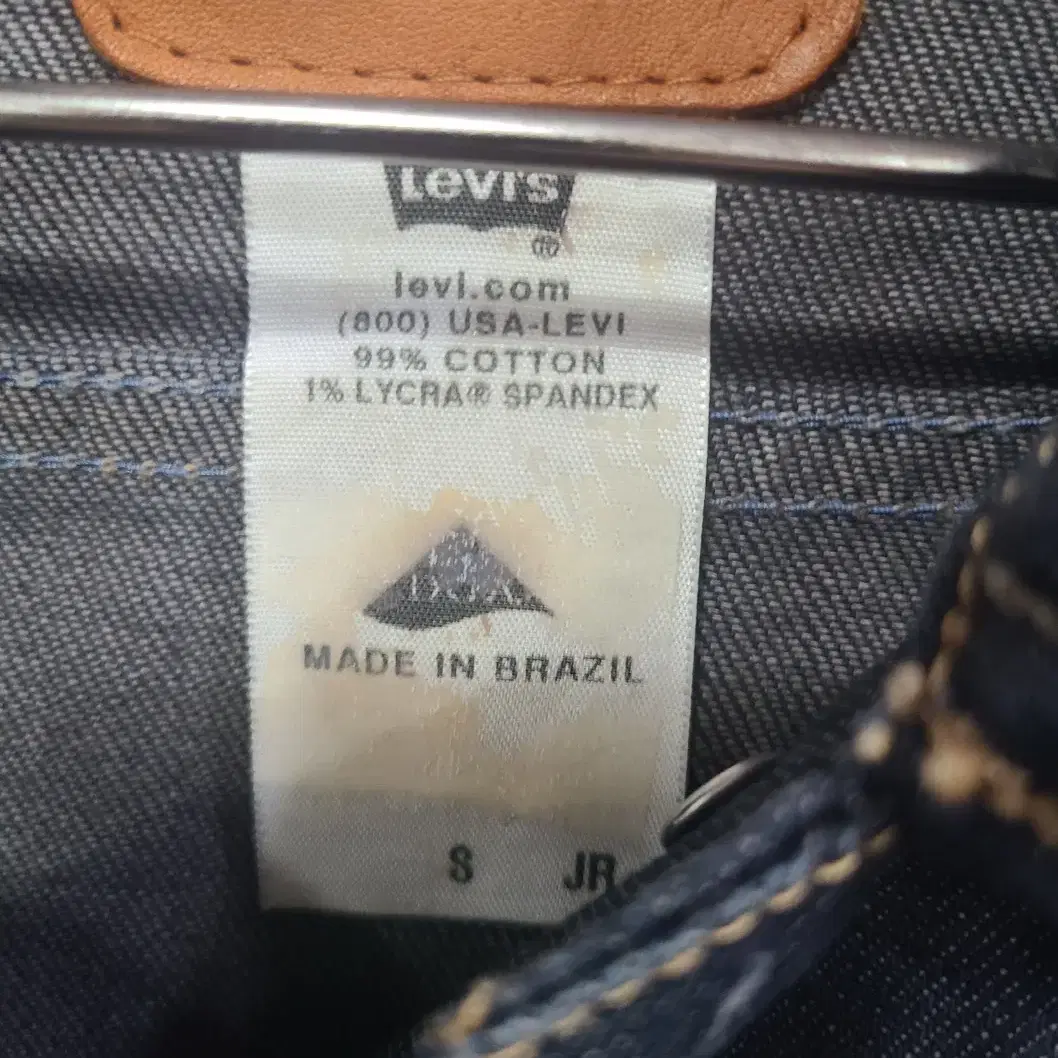 Levi's
®
levi.com
(800) USA-LEVI
99% COTTON
1% LYCRA® SPANDEX
MADE IN BRAZIL
S JR